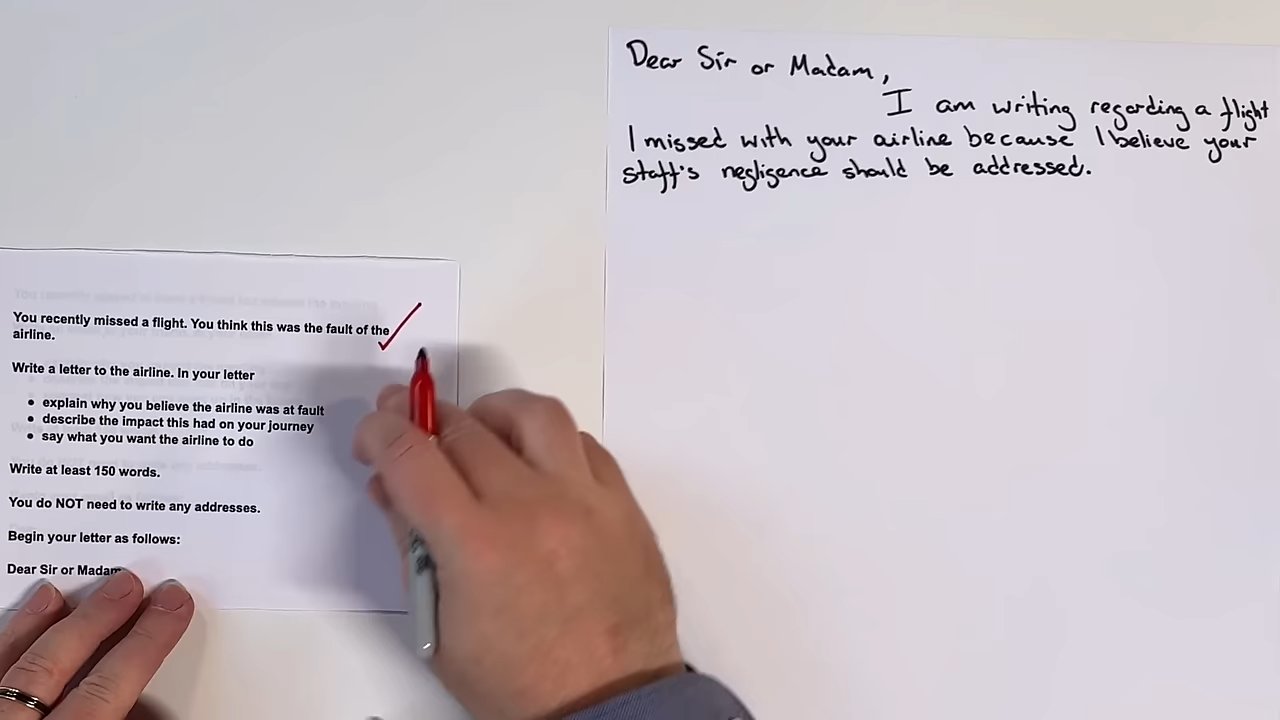 Dear Sir or Madam,
I am writing regarding a flight
I missed with your airline because I believe your
staff's negligence should be addressed.
You recently missed a flight. You think this was the fault of the
airline.
Write a letter to the airline. In your letter
• explain why you believe the airline was at fault
• describe the impact this had on your journey
• say what you want the airline to do
Write at least 150 words.
You do NOT need to write any addresses.
Begin your letter as follows:
Dear Sir or Madam